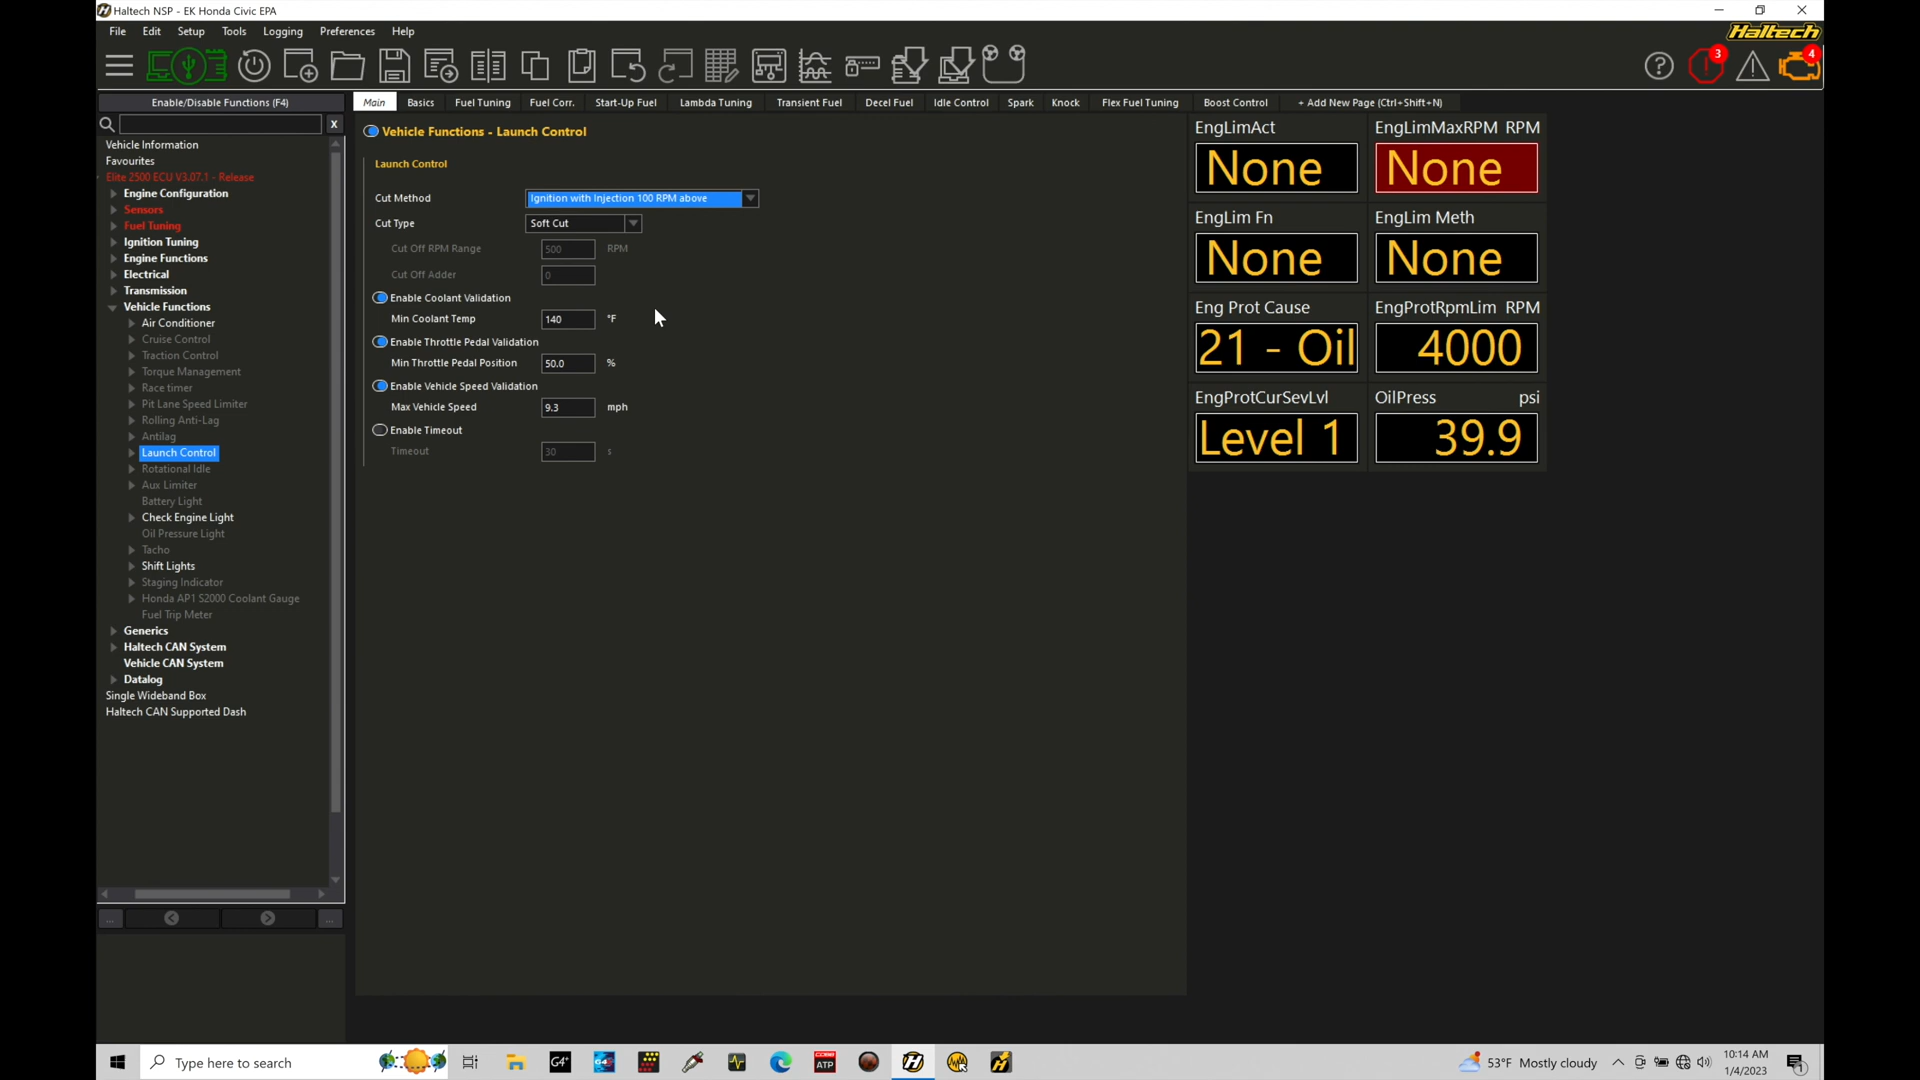 Haltech NSP - EK Honda Civic EPA
File Edit Setup Tools Logging Preferences Help
Haltech
3
4
Enable/Disable Functions (F4)
Main Basics Fuel Tuning Fuel Corr. Start-Up Fuel Lambda Tuning Transient Fuel Decel Fuel Idle Control Spark Knock Flex Fuel Tuning Boost Control + Add New Page (Ctrl+Shift+N)
x
Vehicle Information
Favourites
Elite 2500 ECU V3.07.1 - Release
Engine Configuration
Sensors
Fuel Tuning
Ignition Tuning
Engine Functions
Electrical
Transmission
Vehicle Functions
Air Conditioner
Cruise Control
Traction Control
Torque Management
Race timer
Pit Lane Speed Limiter
Rolling Anti-Lag
Antilag
Launch Control
Rotational Idle
Aux Limiter
Battery Light
Check Engine Light
Oil Pressure Light
Tacho
Shift Lights
Staging Indicator
Honda AP1 S2000 Coolant Gauge
Fuel Trip Meter
Generics
Haltech CAN System
Vehicle CAN System
Datalog
Single Wideband Box
Haltech CAN Supported Dash
... ...
Vehicle Functions - Launch Control
Launch Control
Cut Method Ignition with Injection 100 RPM above
Cut Type Soft Cut
Cut Off RPM Range 500 RPM
Cut Off Adder 0
Enable Coolant Validation
Min Coolant Temp 140 °F
Enable Throttle Pedal Validation
Min Throttle Pedal Position 50.0 %
Enable Vehicle Speed Validation
Max Vehicle Speed 9.3 mph
Enable Timeout
Timeout 30 s
EngLimAct EngLimMaxRPM RPM
None None
EngLim Fn EngLim Meth
None None
Eng Prot Cause EngProtRpmLim RPM
21 - Oil 4000
EngProtCurSevLvl OilPress psi
Level 1 39.9
Type here to search
G4+
COBB
ATP
53°F Mostly cloudy
10:14 AM
1/4/2023
1